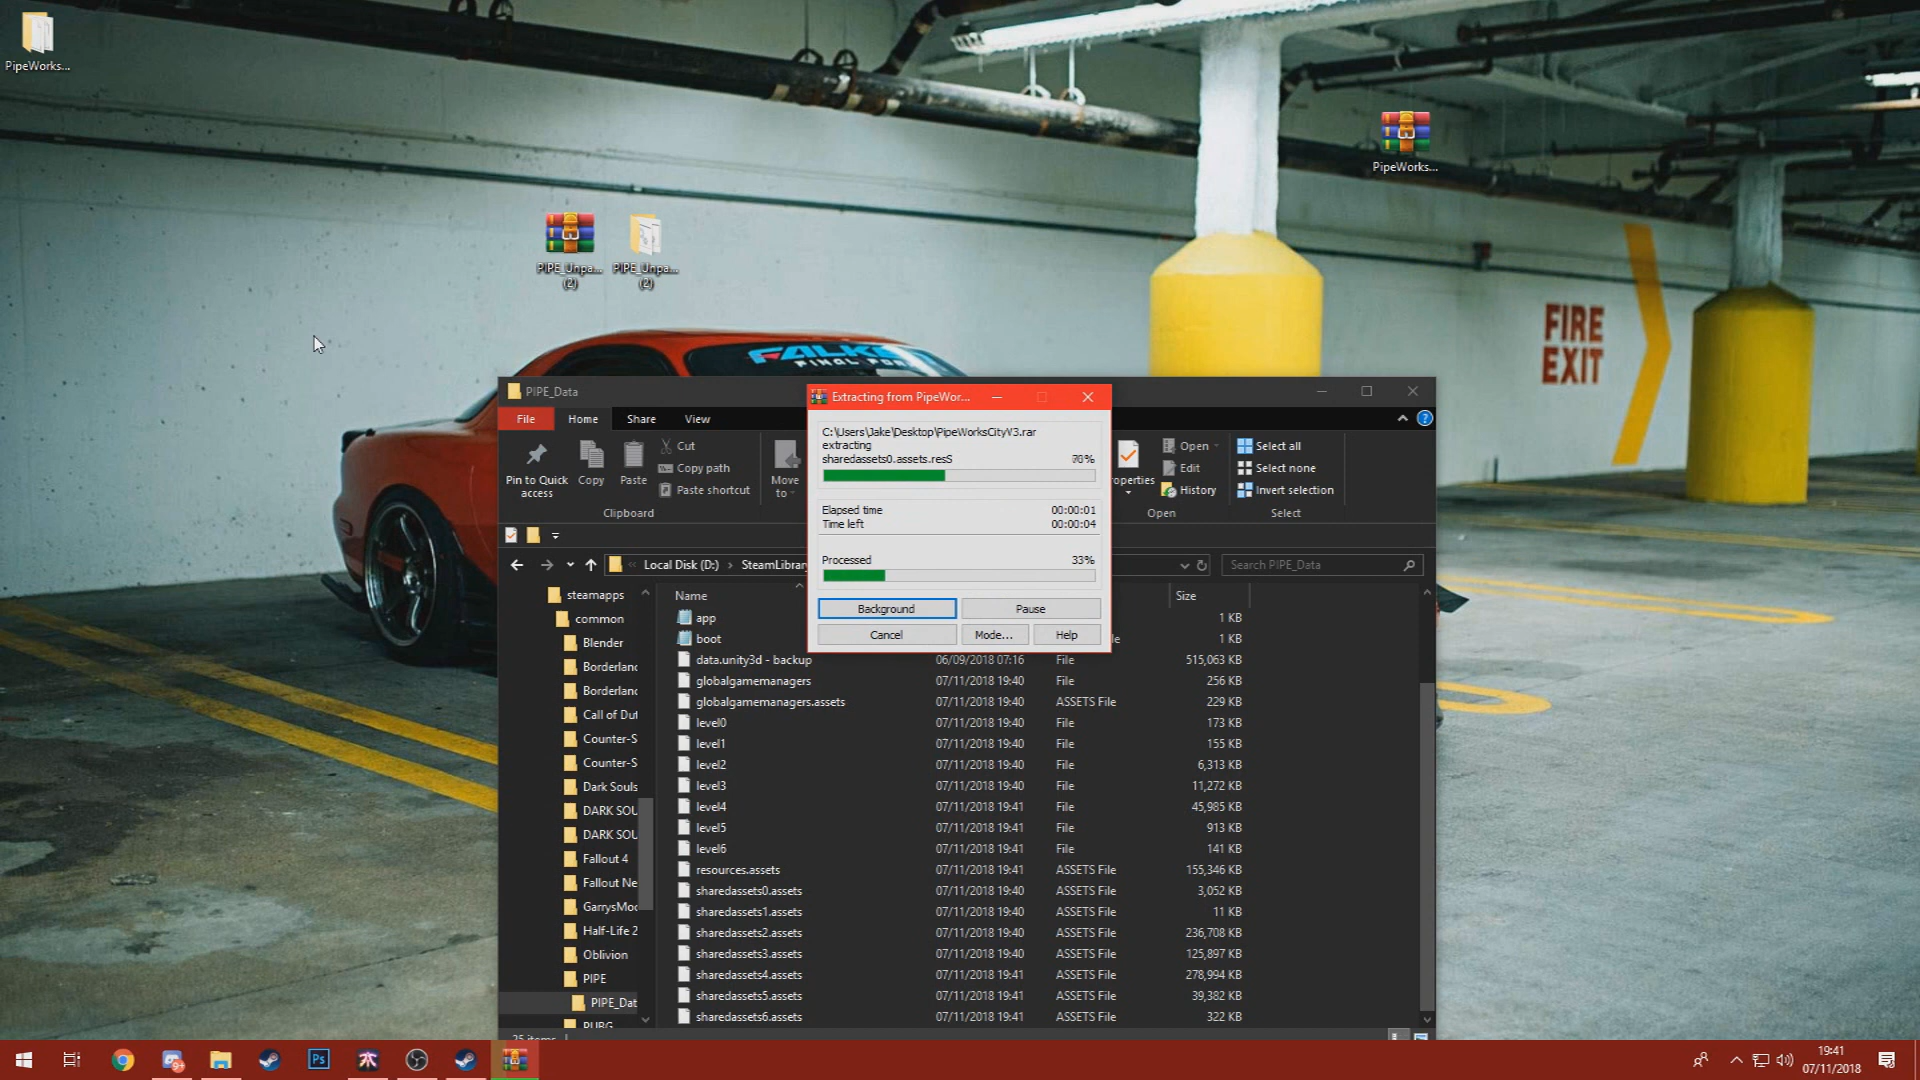 PipeWorks...
PipeWorks...
PIPE_Unpa...
(2)
PIPE_Unpa...
(2)
FIRE
EXIT
FALKE
PIPE_Data
File
Home
Share
View
Pin to Quick
access
Copy
Paste
Cut
Copy path
Paste shortcut
Clipboard
Move
to
operties
Open
Edit
History
Open
Select all
Select none
Invert selection
Select
Local Disk (D:) › SteamLibrary
Search PIPE_Data
Extracting from PipeWor...
C:\Users\Jake\Desktop\PipeWorksCityV3.rar
extracting
sharedassets0.assets.resS
Elapsed time 00:00:01
Time left 00:00:04
Processed 33%
Background
Pause
Cancel
Mode...
Help
steamapps
common
Blender
Borderlanc
Borderlanc
Call of Dut
Counter-S
Counter-S
Dark Souls
DARK SOU
DARK SOU
Fallout 4
Fallout Ne
GarrysMoc
Half-Life 2
Oblivion
PIPE
PIPE_Dat
PUBG
Name Size
app 1 KB
boot le 1 KB
data.unity3d - backup 06/09/2018 07:16 File 515,063 KB
globalgamemanagers 07/11/2018 19:40 File 256 KB
globalgamemanagers.assets 07/11/2018 19:40 ASSETS File 229 KB
level0 07/11/2018 19:40 File 173 KB
level1 07/11/2018 19:40 File 155 KB
level2 07/11/2018 19:40 File 6,313 KB
level3 07/11/2018 19:40 File 11,272 KB
level4 07/11/2018 19:41 File 45,985 KB
level5 07/11/2018 19:41 File 913 KB
level6 07/11/2018 19:41 File 141 KB
resources.assets 07/11/2018 19:41 ASSETS File 155,346 KB
sharedassets0.assets 07/11/2018 19:40 ASSETS File 3,052 KB
sharedassets1.assets 07/11/2018 19:40 ASSETS File 11 KB
sharedassets2.assets 07/11/2018 19:40 ASSETS File 236,708 KB
sharedassets3.assets 07/11/2018 19:40 ASSETS File 125,897 KB
sharedassets4.assets 07/11/2018 19:41 ASSETS File 278,994 KB
sharedassets5.assets 07/11/2018 19:41 ASSETS File 39,382 KB
sharedassets6.assets 07/11/2018 19:41 ASSETS File 322 KB
25 items
9+
Ps
19:41
07/11/2018